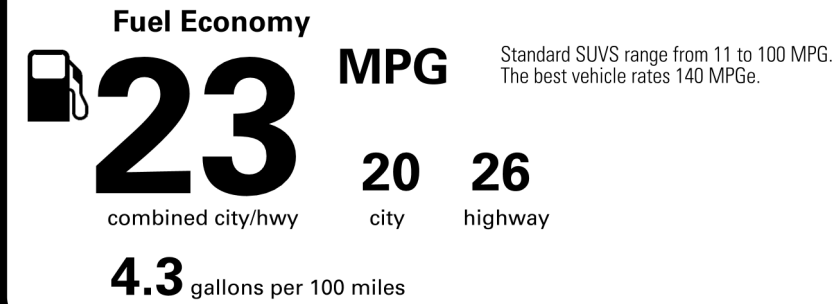 Fuel Economy
23 MPG
Standard SUVS range from 11 to 100 MPG.
The best vehicle rates 140 MPGe.
20 26
combined city/hwy city highway
4.3 gallons per 100 miles